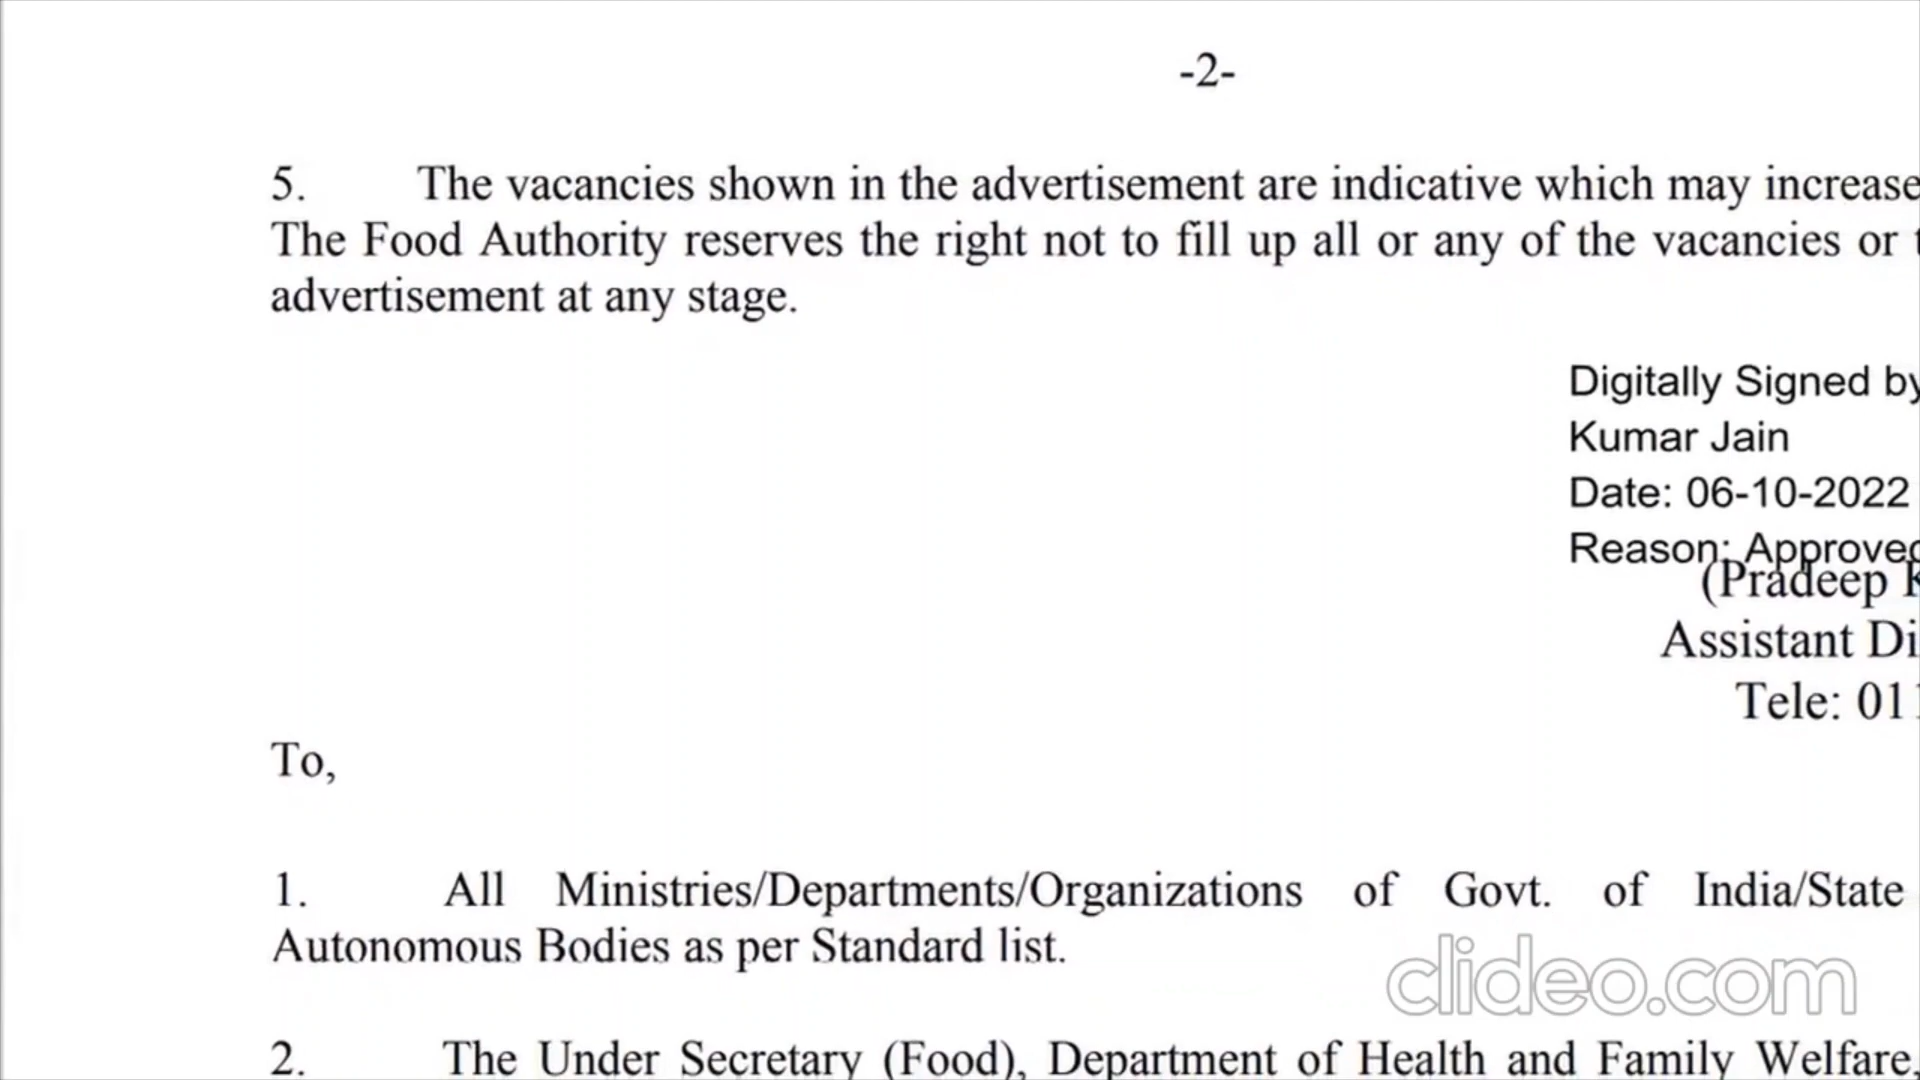 -2-
5. The vacancies shown in the advertisement are indicative which may increase
The Food Authority reserves the right not to fill up all or any of the vacancies or
advertisement at any stage.
Digitally Signed by
Kumar Jain
Date: 06-10-2022
Reason: Approved
(Pradeep
Assistant
Tele: 011
To,
1. All Ministries/Departments/Organizations of Govt. of India/State
Autonomous Bodies as per Standard list.
clideo.com
2. The Under Secretary (Food), Department of Health and Family Welfare,